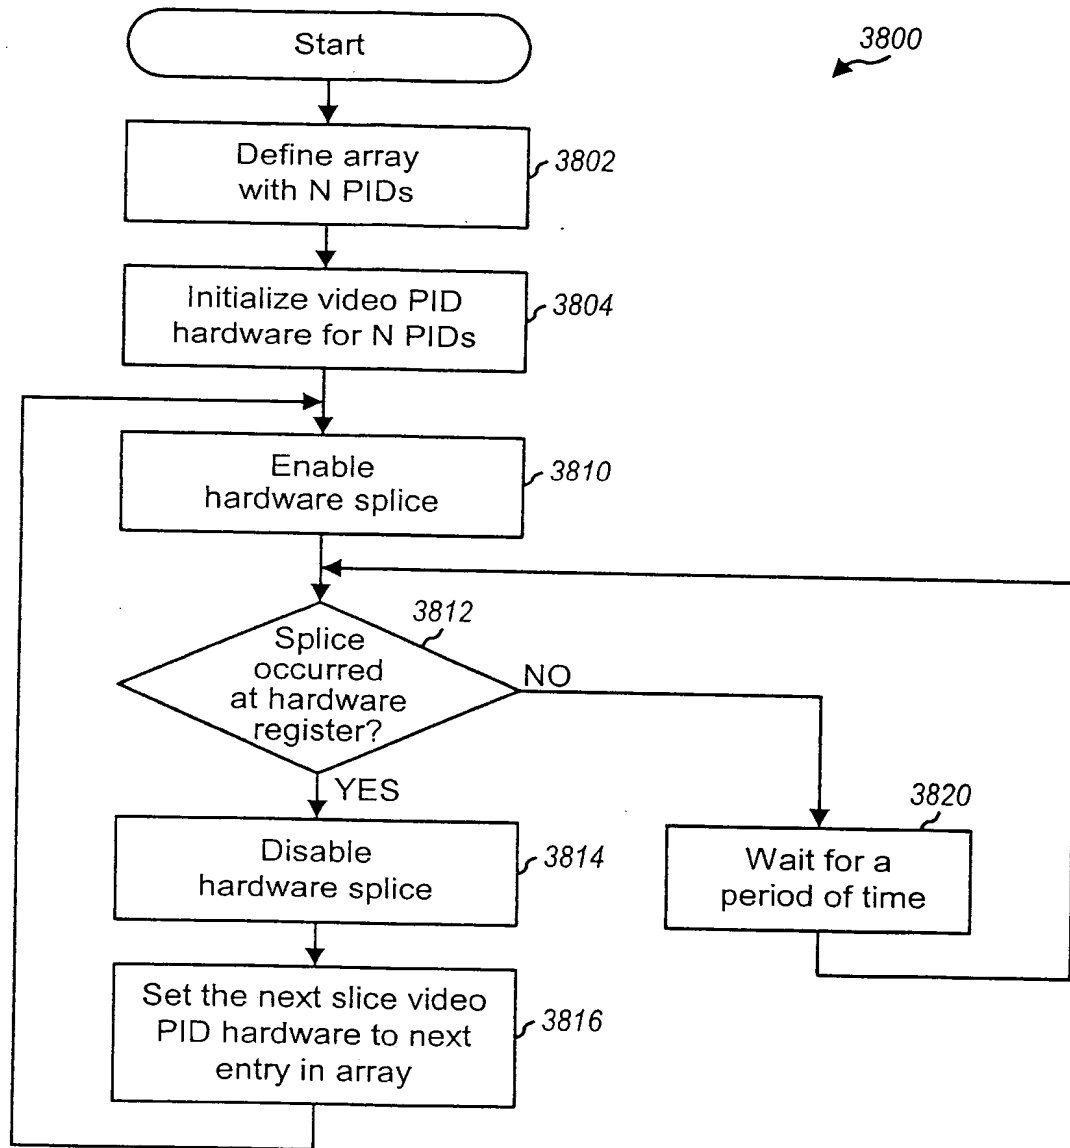 Start
3800
Define array
with N PIDs
3802
Initialize video PID
hardware for N PIDs
3804
Enable
hardware splice
3810
3812
Splice
occurred
at hardware
register?
NO
YES
3820
Wait for a
period of time
Disable
hardware splice
3814
Set the next slice video
PID hardware to next
entry in array
3816